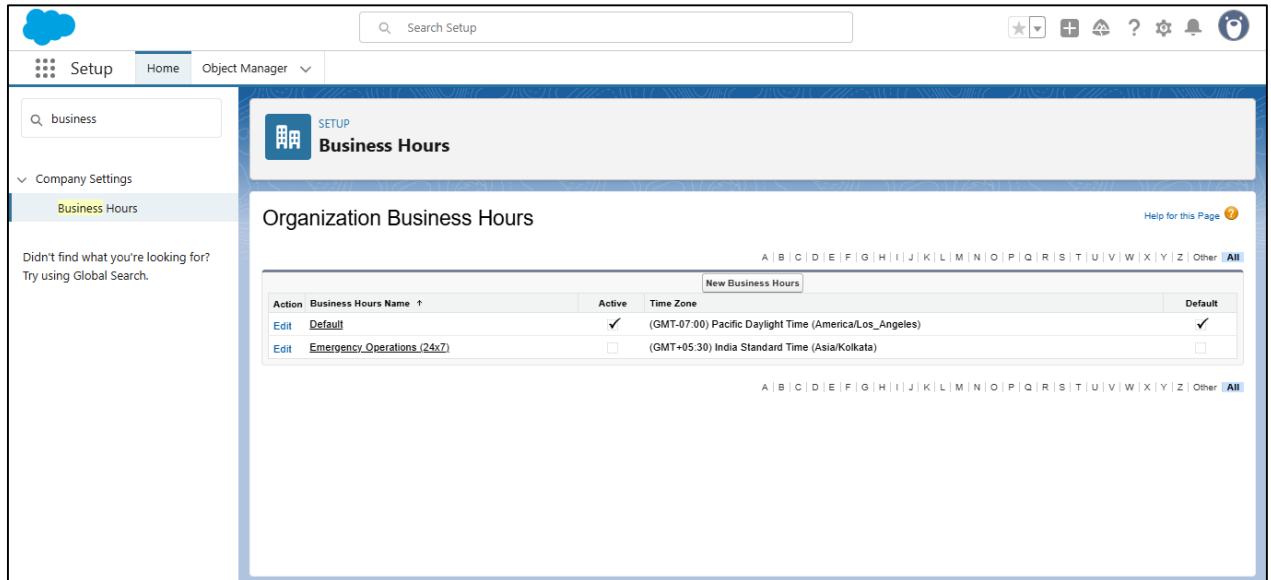 Search Setup
Setup Home Object Manager
business
SETUP
Business Hours
Company Settings
Business Hours
Organization Business Hours
Help for this Page
Didn't find what you're looking for?
Try using Global Search.
A | B | C | D | E | F | G | H | I | J | K | L | M | N | O | P | Q | R | S | T | U | V | W | X | Y | Z | Other All
New Business Hours
Action Business Hours Name ↑ Active Time Zone Default
Edit Default (GMT-07:00) Pacific Daylight Time (America/Los_Angeles)
Edit Emergency Operations (24x7) (GMT+05:30) India Standard Time (Asia/Kolkata)
A | B | C | D | E | F | G | H | I | J | K | L | M | N | O | P | Q | R | S | T | U | V | W | X | Y | Z | Other All